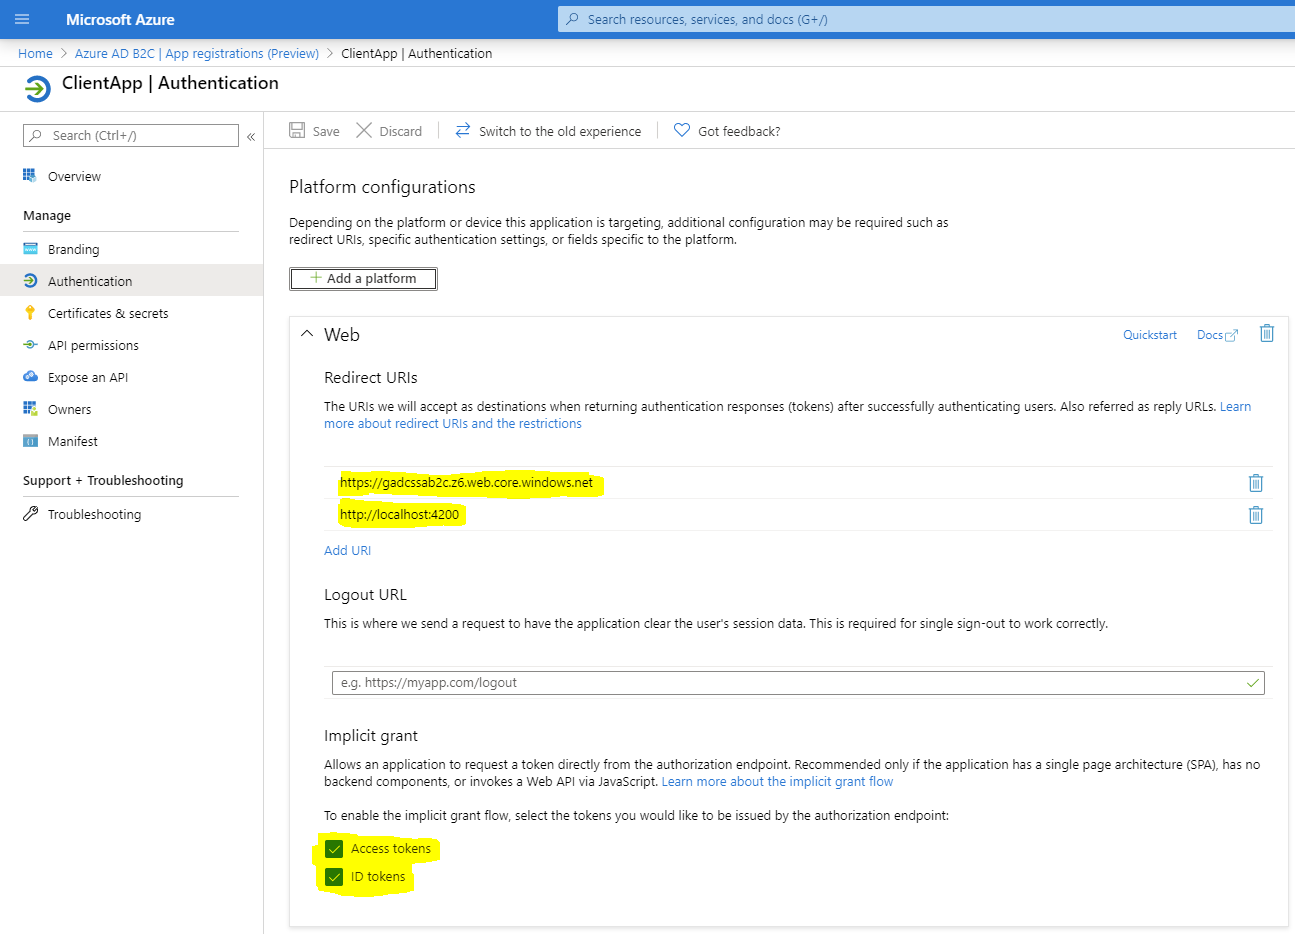 Microsoft Azure
Search resources, services, and docs (G+/)
Home > Azure AD B2C | App registrations (Preview) > ClientApp | Authentication
ClientApp | Authentication
Search (Ctrl+/)
«
Overview
Manage
Branding
Authentication
Certificates & secrets
API permissions
Expose an API
Owners
Manifest
Support + Troubleshooting
Troubleshooting
Save
Discard
Switch to the old experience
Got feedback?
Platform configurations
Depending on the platform or device this application is targeting, additional configuration may be required such as
redirect URIs, specific authentication settings, or fields specific to the platform.
+ Add a platform
Web
Quickstart
Docs
Redirect URIs
The URIs we will accept as destinations when returning authentication responses (tokens) after successfully authenticating users. Also referred as reply URLs. Learn
more about redirect URIs and the restrictions
https://gadcssab2c.z6.web.core.windows.net
http://localhost:4200
Add URI
Logout URL
This is where we send a request to have the application clear the user's session data. This is required for single sign-out to work correctly.
e.g. https://myapp.com/logout
Implicit grant
Allows an application to request a token directly from the authorization endpoint. Recommended only if the application has a single page architecture (SPA), has no
backend components, or invokes a Web API via JavaScript. Learn more about the implicit grant flow
To enable the implicit grant flow, select the tokens you would like to be issued by the authorization endpoint:
Access tokens
ID tokens